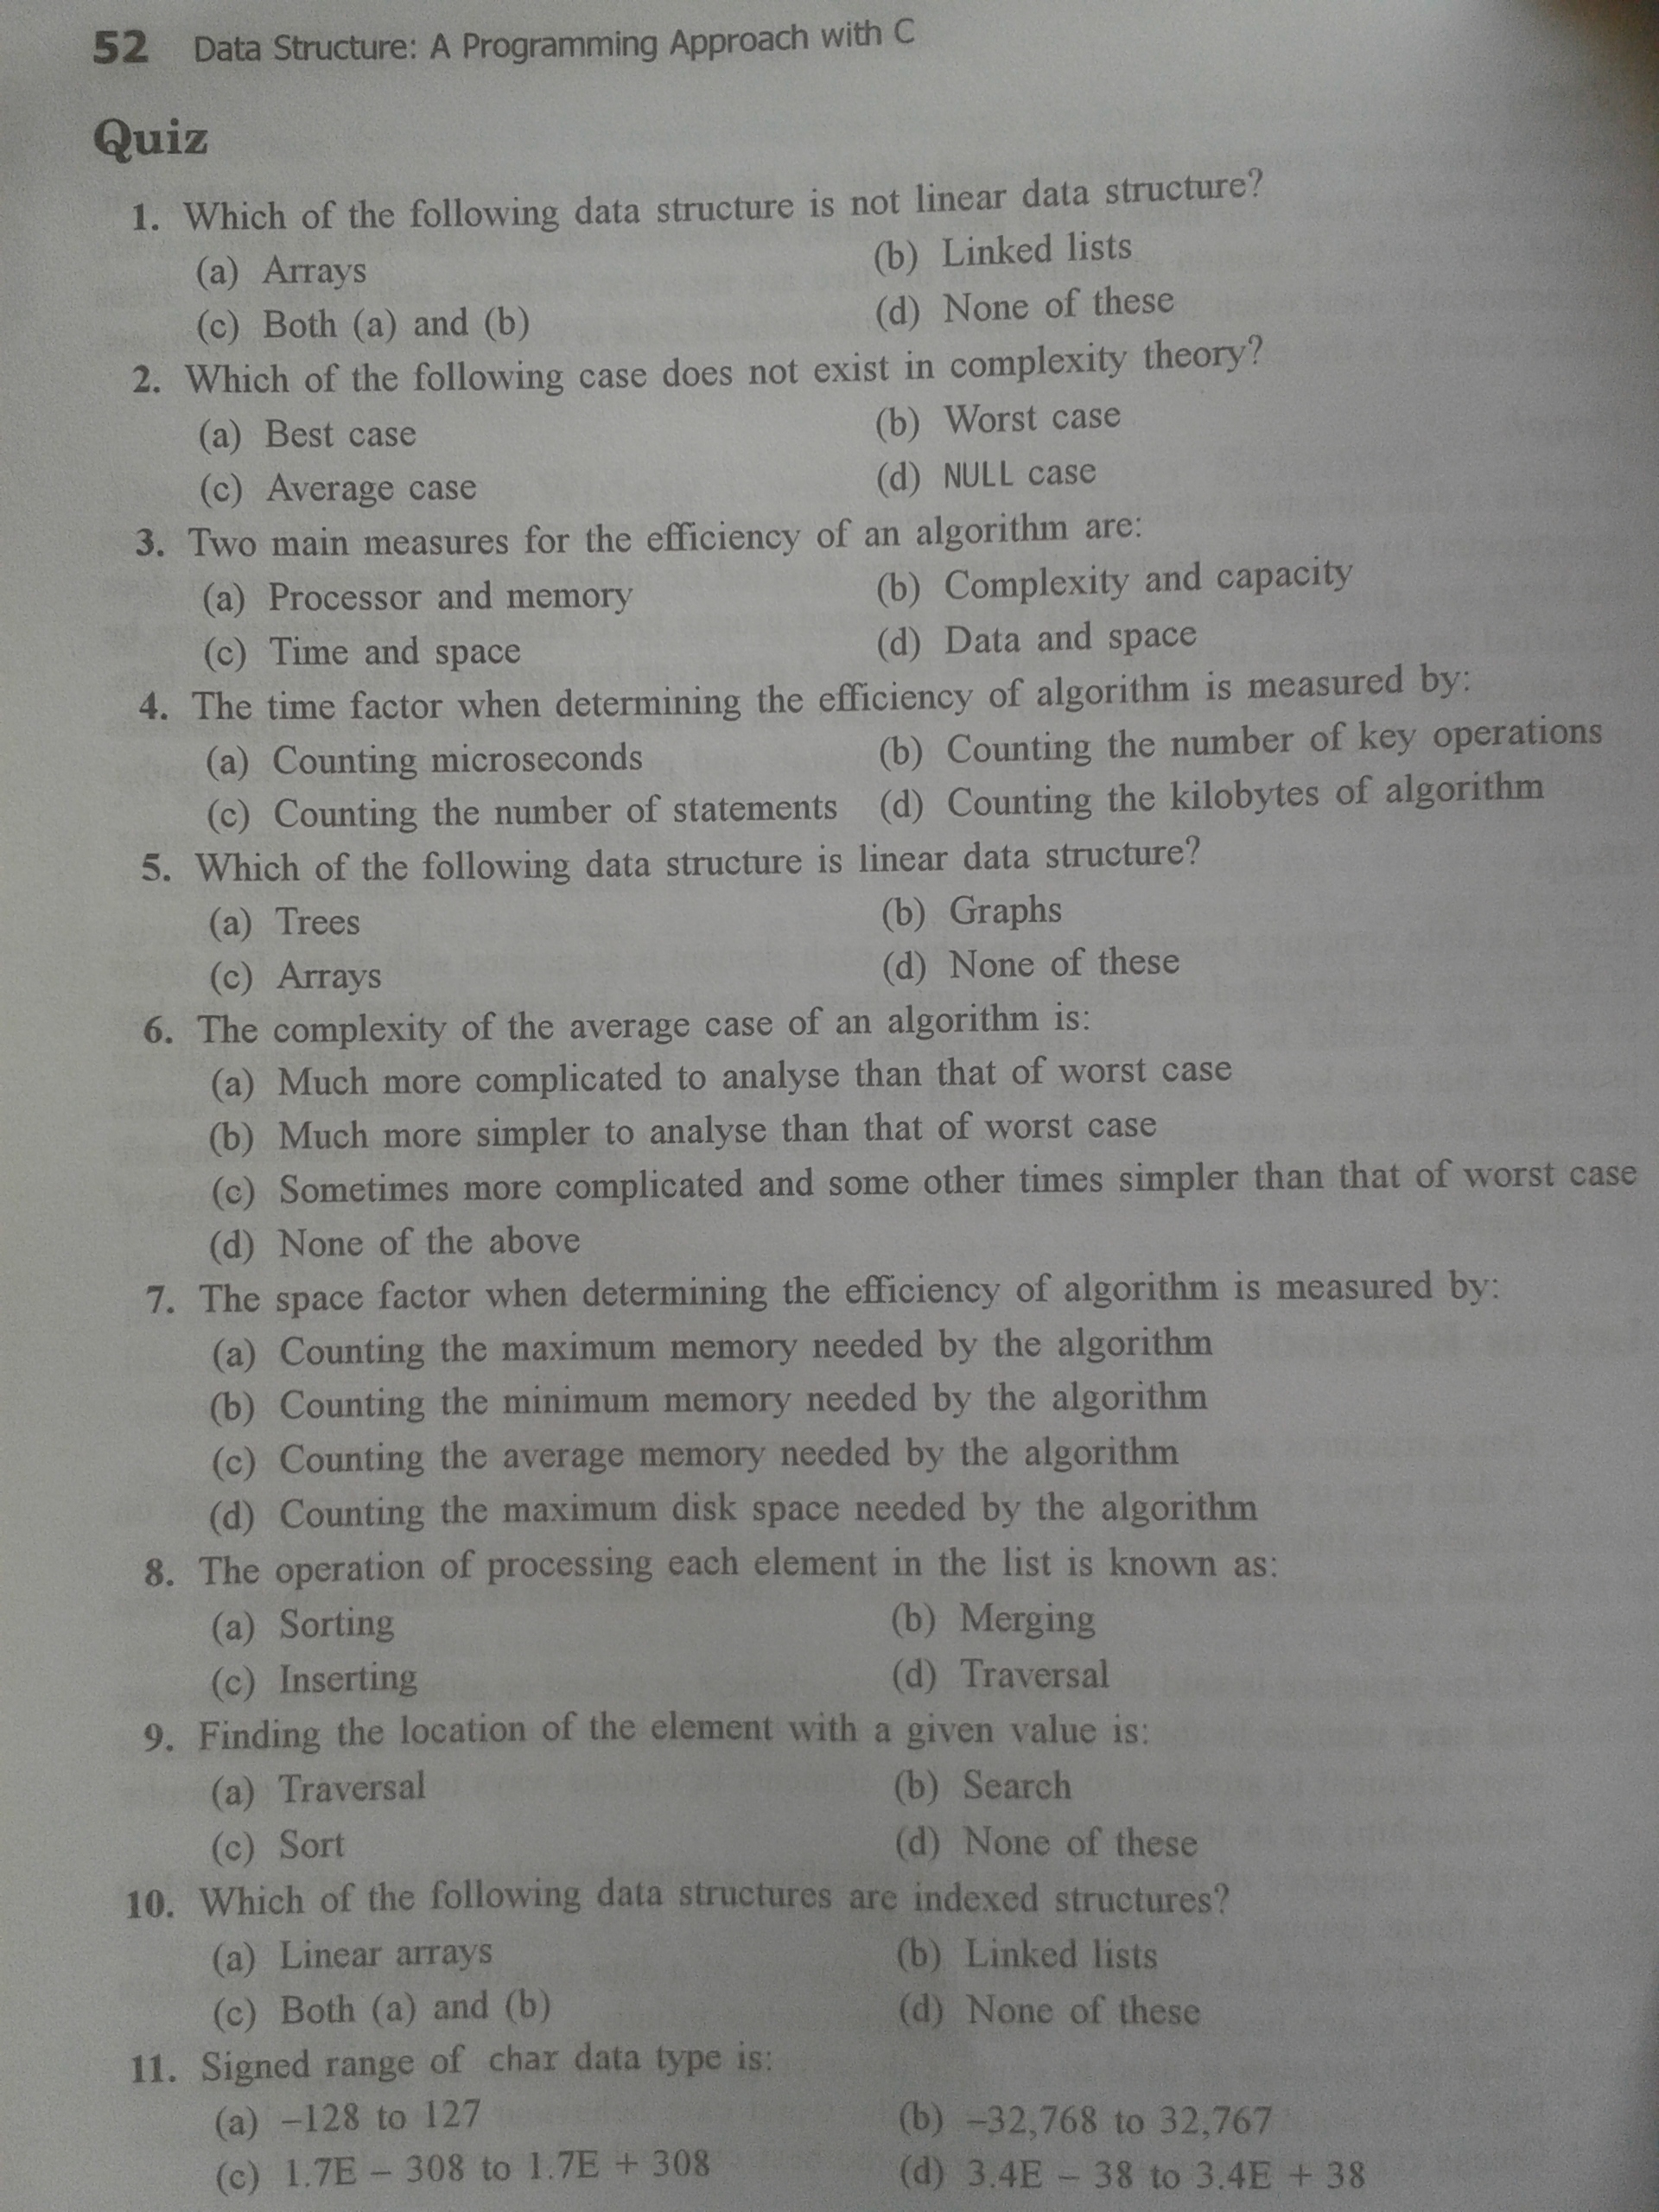 52 Data Structure: A Programming Approach with C
Quiz
1. Which of the following data structure is not linear data structure?
(a) Arrays (b) Linked lists
(c) Both (a) and (b) (d) None of these
2. Which of the following case does not exist in complexity theory?
(a) Best case (b) Worst case
(c) Average case (d) NULL case
3. Two main measures for the efficiency of an algorithm are:
(a) Processor and memory (b) Complexity and capacity
(c) Time and space (d) Data and space
4. The time factor when determining the efficiency of algorithm is measured by:
(a) Counting microseconds (b) Counting the number of key operations
(c) Counting the number of statements (d) Counting the kilobytes of algorithm
5. Which of the following data structure is linear data structure?
(a) Trees (b) Graphs
(c) Arrays (d) None of these
6. The complexity of the average case of an algorithm is:
(a) Much more complicated to analyse than that of worst case
(b) Much more simpler to analyse than that of worst case
(c) Sometimes more complicated and some other times simpler than that of worst case
(d) None of the above
7. The space factor when determining the efficiency of algorithm is measured by:
(a) Counting the maximum memory needed by the algorithm
(b) Counting the minimum memory needed by the algorithm
(c) Counting the average memory needed by the algorithm
(d) Counting the maximum disk space needed by the algorithm
8. The operation of processing each element in the list is known as:
(a) Sorting (b) Merging
(c) Inserting (d) Traversal
9. Finding the location of the element with a given value is:
(a) Traversal (b) Search
(c) Sort (d) None of these
10. Which of the following data structures are indexed structures?
(a) Linear arrays (b) Linked lists
(c) Both (a) and (b) (d) None of these
11. Signed range of char data type is:
(a) –128 to 127 (b) –32,768 to 32,767
(c) 1.7E – 308 to 1.7E + 308 (d) 3.4E – 38 to 3.4E + 38